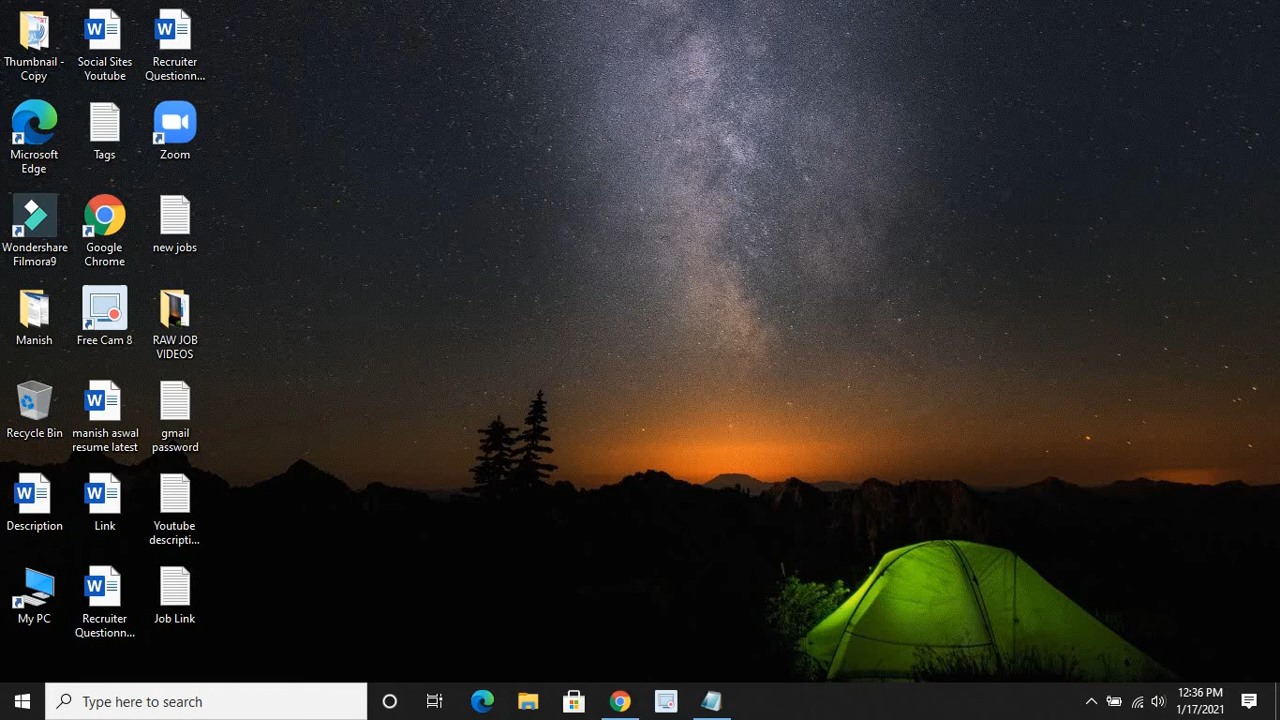 Thumbnail -
Copy
Social Sites
Youtube
Recruiter
Questionn...
Microsoft
Edge
Tags
Zoom
Wondershare
Filmora9
Google
Chrome
new jobs
Manish
Free Cam 8
RAW JOB
VIDEOS
Recycle Bin
manish aswal
resume latest
gmail
password
Description
Link
Youtube
descripti...
My PC
Recruiter
Questionn...
Job Link
Type here to search
12:36 PM
1/17/2021